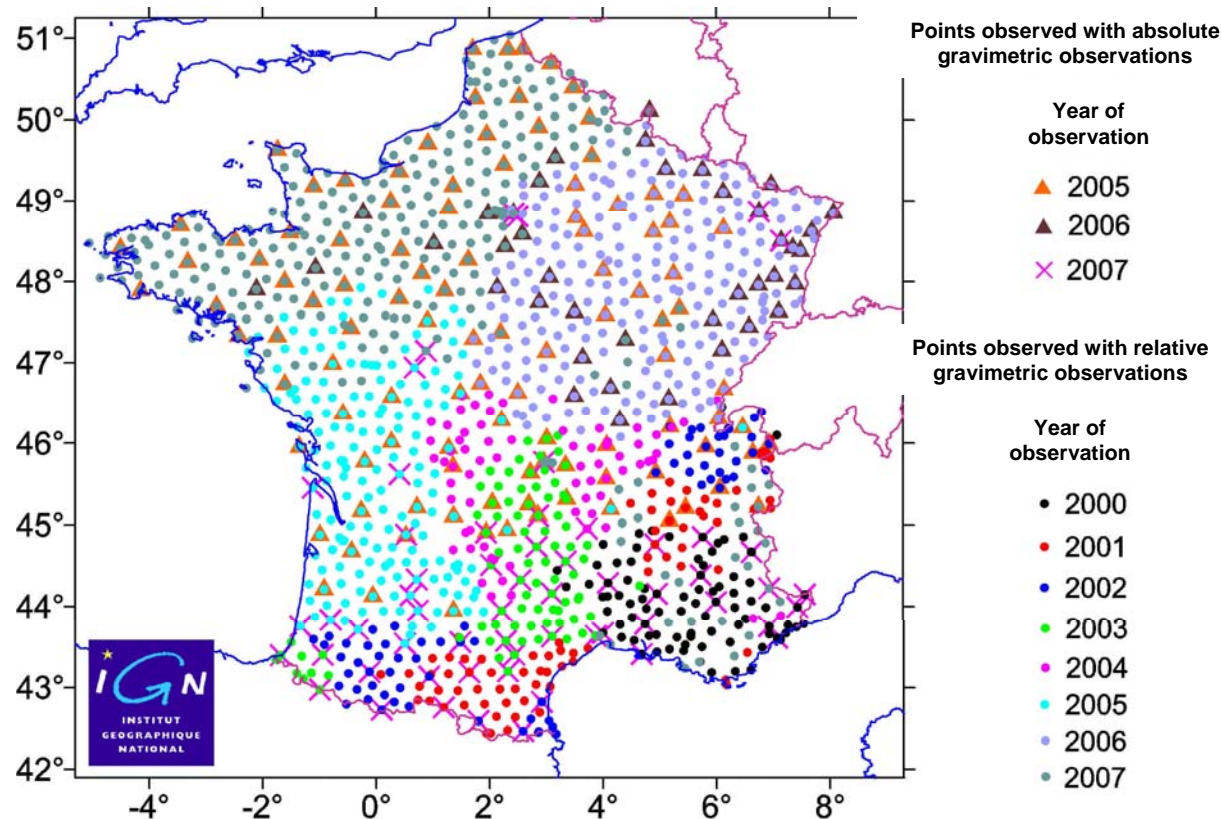 51°
50°
49°
48°
47°
46°
45°
44°
43°
42°
-4°
-2°
0°
2°
4°
6°
8°
IGN
INSTITUT
GEOGRAPHIQUE
NATIONAL
Points observed with absolute
gravimetric observations
Year of
observation
2005
2006
2007
Points observed with relative
gravimetric observations
Year of
observation
2000
2001
2002
2003
2004
2005
2006
2007